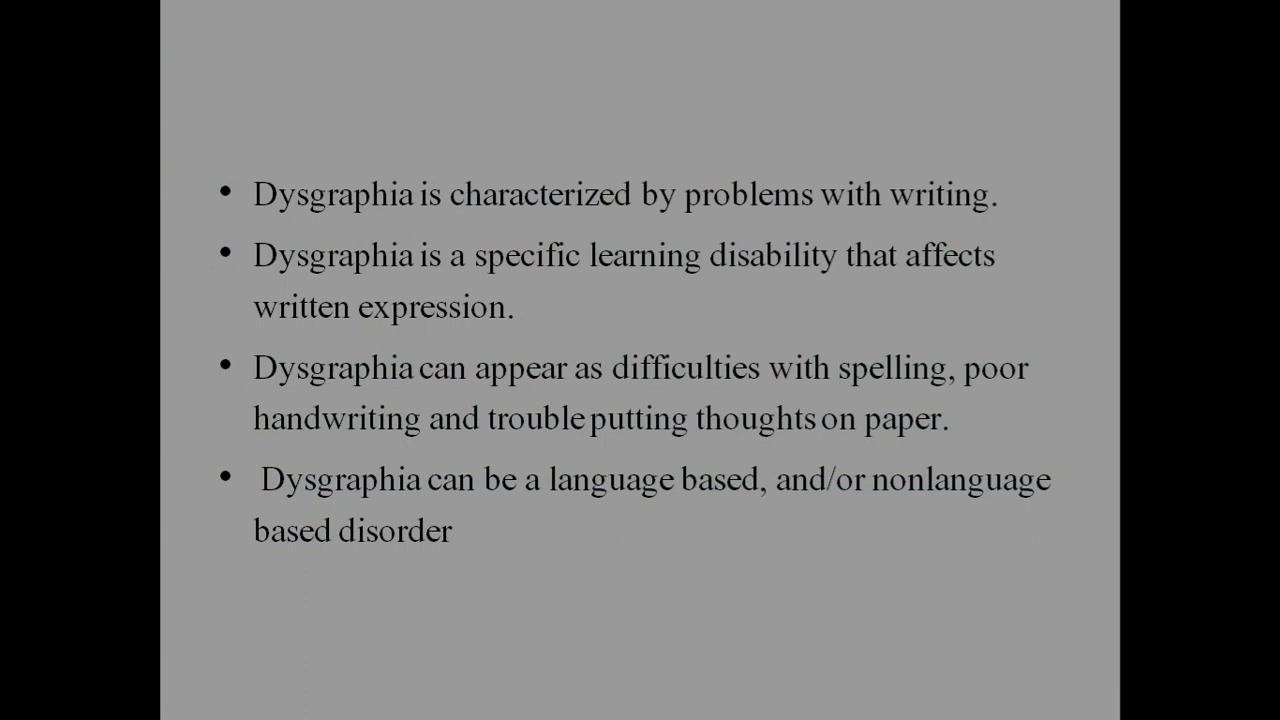 • Dysgraphia is characterized by problems with writing.
• Dysgraphia is a specific learning disability that affects
written expression.
• Dysgraphia can appear as difficulties with spelling, poor
handwriting and trouble putting thoughts on paper.
• Dysgraphia can be a language based, and/or nonlanguage
based disorder